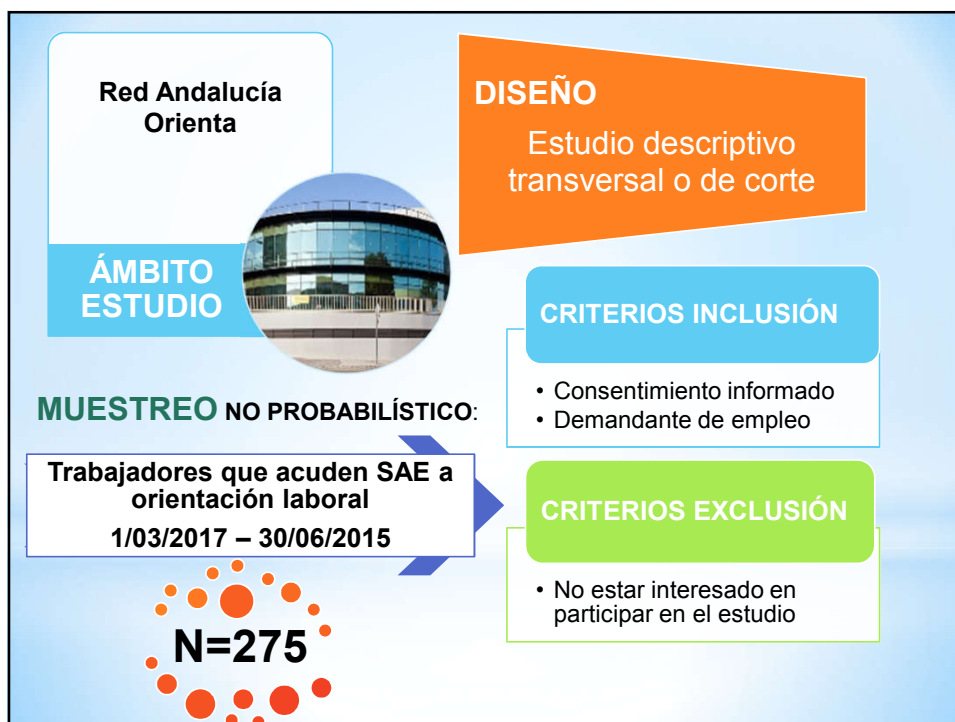 Red Andalucía
Orienta
ÁMBITO
ESTUDIO
DISEÑO
Estudio descriptivo
transversal o de corte
MUESTREO NO PROBABILÍSTICO:
Trabajadores que acuden SAE a
orientación laboral
1/03/2017 – 30/06/2015
N=275
CRITERIOS INCLUSIÓN
• Consentimiento informado
• Demandante de empleo
CRITERIOS EXCLUSIÓN
• No estar interesado en
participar en el estudio